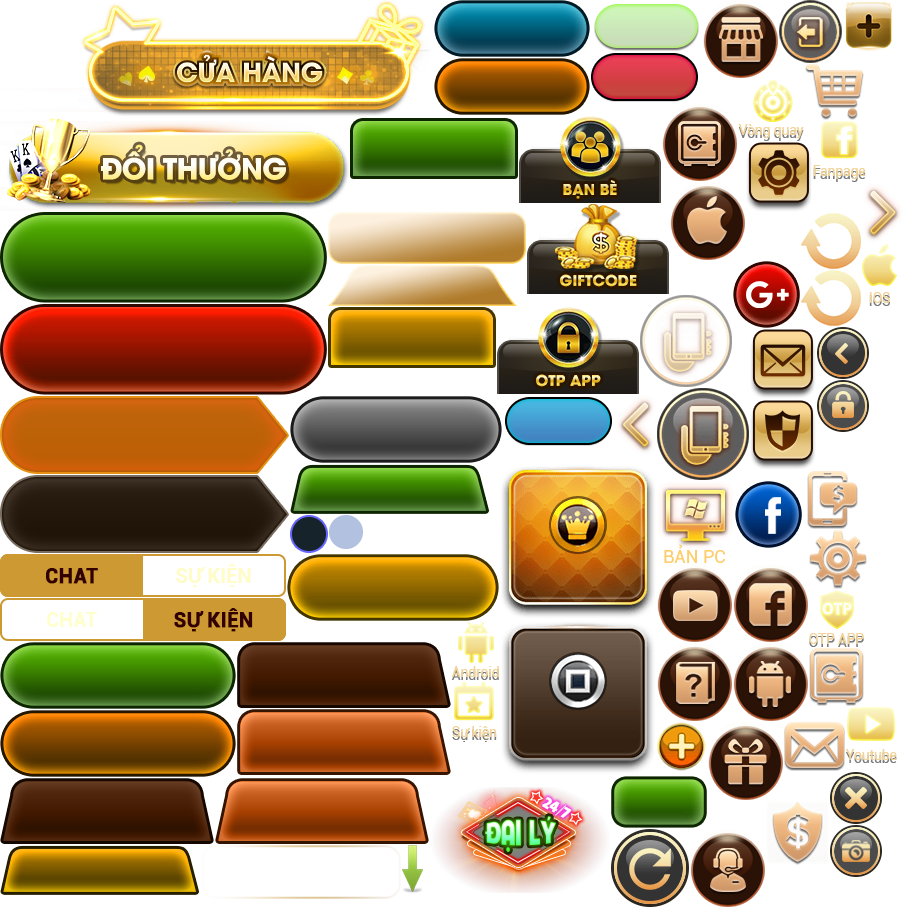 CỬA HÀNG
Vòng quay
Fanpage
K K
ĐỔI THƯỞNG
BẠN BÈ
$
GIFTCODE
IOS
G+
OTP APP
$
BẢN PC
CHAT SỰ KIỆN
CHAT SỰ KIỆN
OTP
OTP APP
Android
?
Sự kiện
Youtube
24/7
ĐẠI LÝ
$